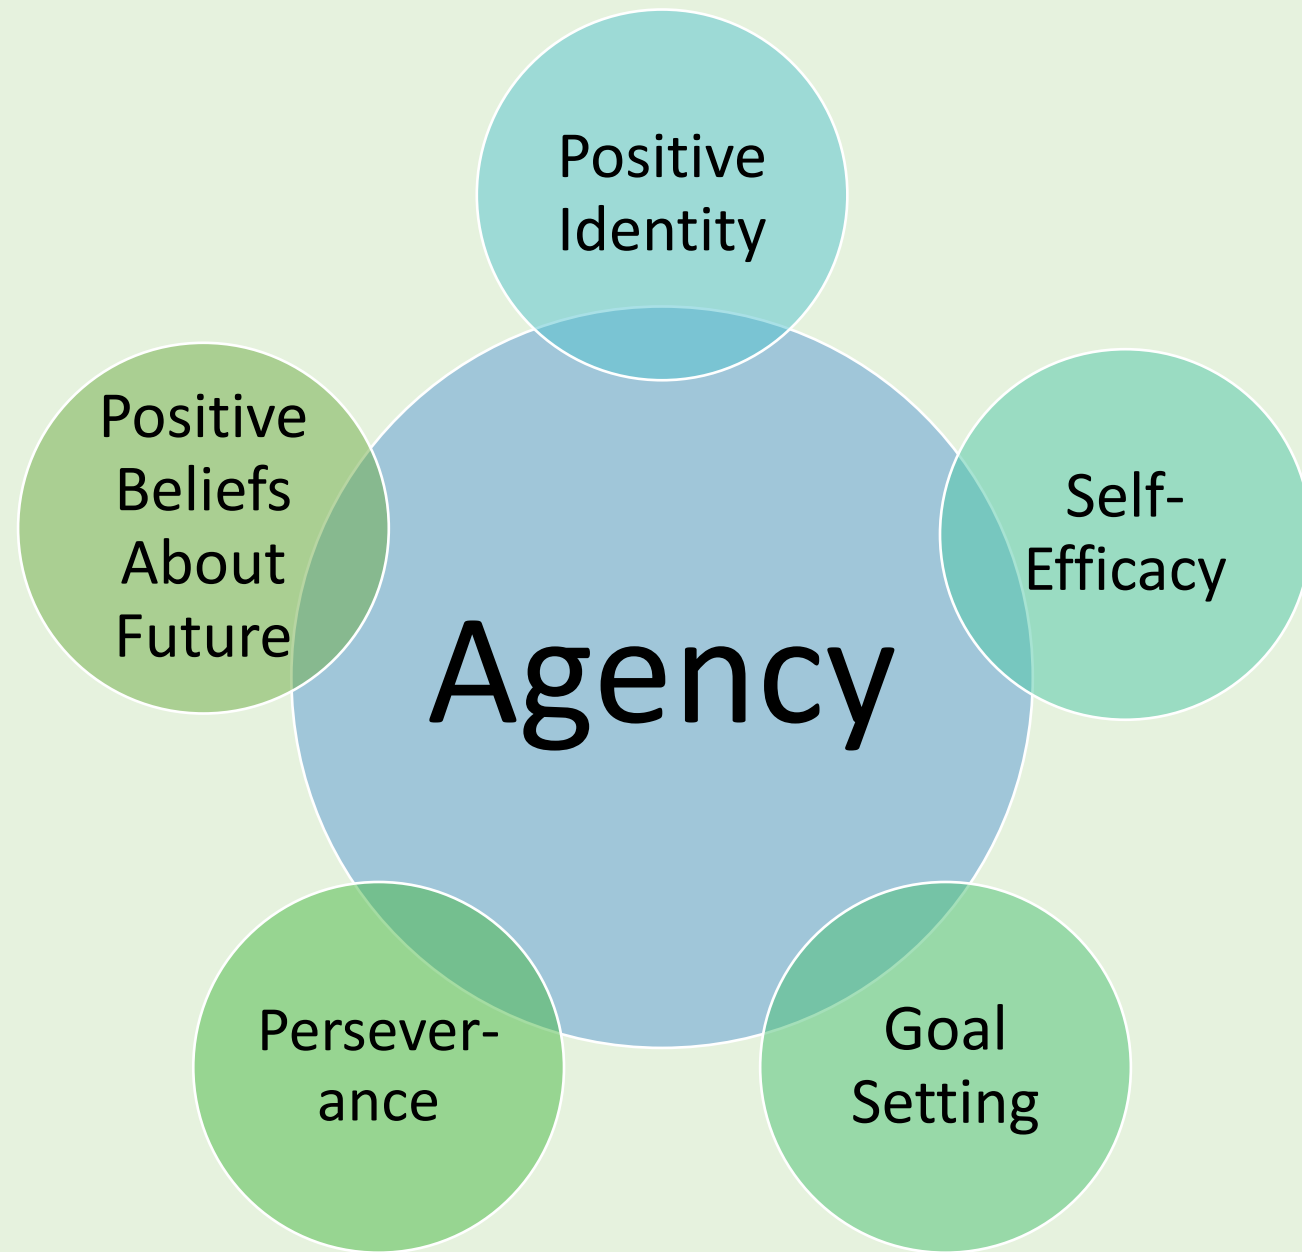 Positive
Identity
Positive
Beliefs
About
Future
Self-
Efficacy
Agency
Persever-
ance
Goal
Setting